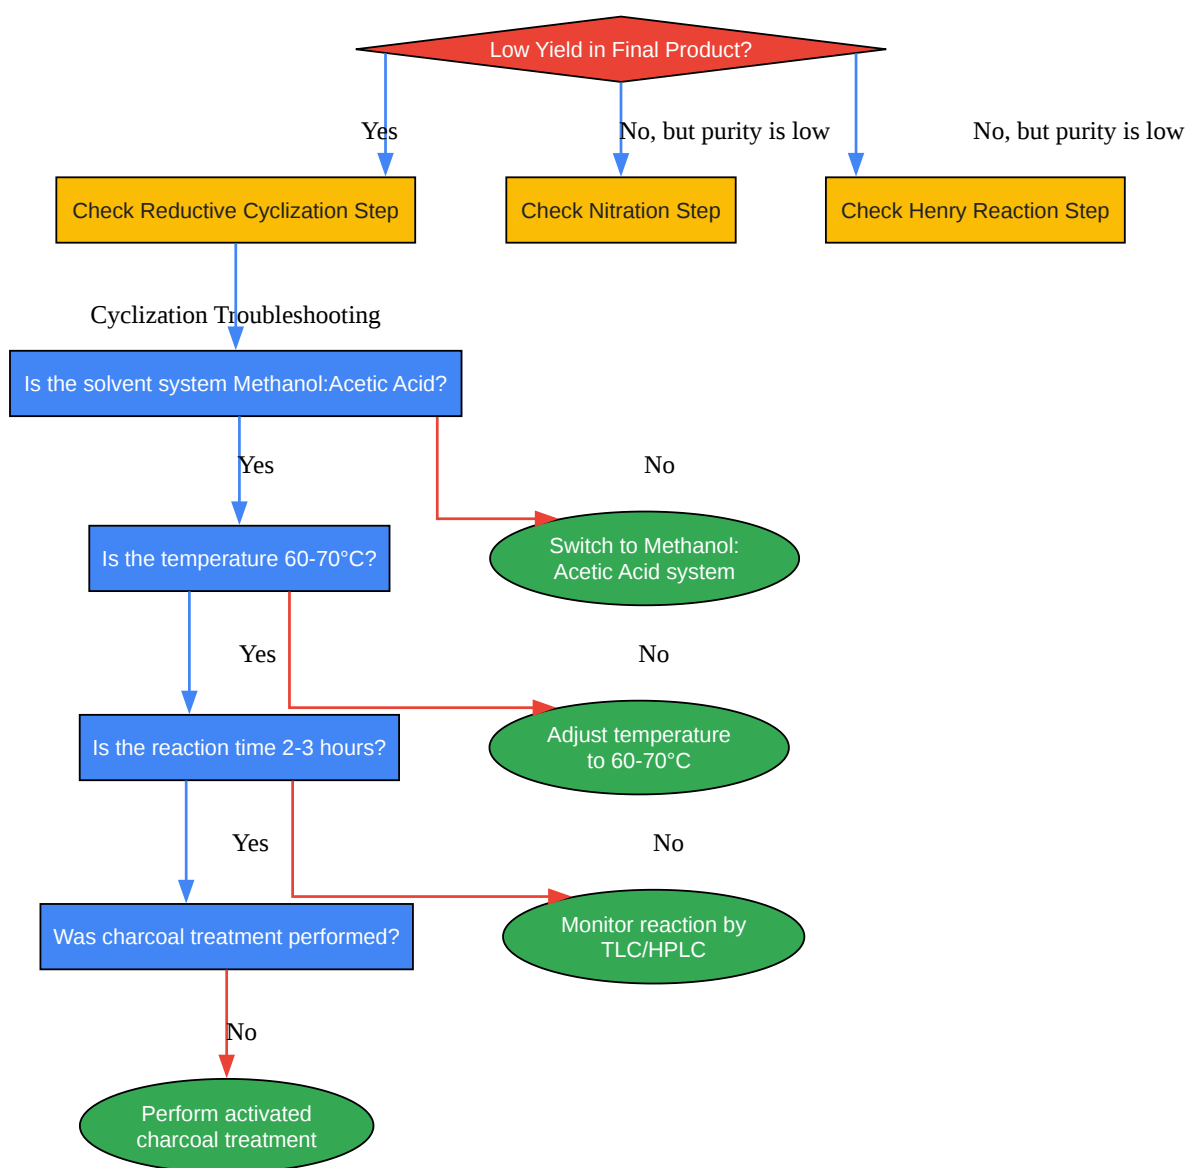 Low Yield in Final Product?
Yes
No, but purity is low
No, but purity is low
Check Reductive Cyclization Step
Check Nitration Step
Check Henry Reaction Step
Cyclization Troubleshooting
Is the solvent system Methanol:Acetic Acid?
Yes
No
Is the temperature 60-70°C?
Switch to Methanol:
Acetic Acid system
Yes
No
Is the reaction time 2-3 hours?
Adjust temperature
to 60-70°C
Yes
No
Was charcoal treatment performed?
Monitor reaction by
TLC/HPLC
No
Perform activated
charcoal treatment